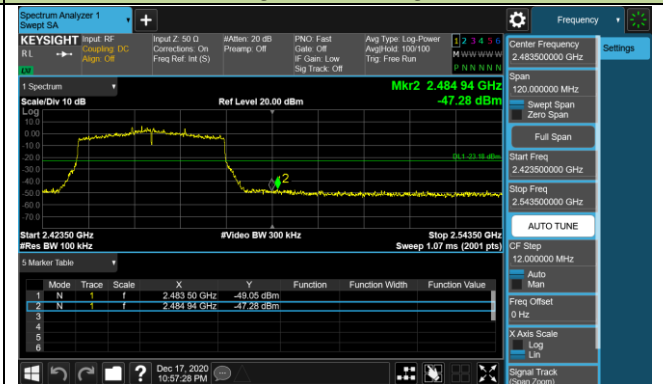 Spectrum Analyzer 1
Swept SA
+
Frequency
KEYSIGHT
RL
LNI
Input: RF
Coupling: DC
Align: Off
Input Z: 50 Ω
Corrections: On
Freq Ref: Int (S)
#Atten: 20 dB
Preamp: Off
PNO: Fast
Gate: Off
IF Gain: Low
Sig Track: Off
Avg Type: Log-Power
Avg|Hold: 100/100
Trig: Free Run
1 2 3 4 5 6
M W W W W W
P N N N N N
1 Spectrum
Mkr2 2.484 94 GHz
Scale/Div 10 dB
Ref Level 20.00 dBm
-47.28 dBm
Log
10.0
0.00
-10.0
-20.0
-30.0
-40.0
-50.0
-60.0
-70.0
DL1 -23.18 dBm
2
Start 2.42350 GHz
#Video BW 300 kHz
Stop 2.54350 GHz
#Res BW 100 kHz
Sweep 1.07 ms (2001 pts)
5 Marker Table
Mode Trace Scale X Y Function Function Width Function Value
1 N 1 f 2.483 50 GHz -49.05 dBm
2 N 1 f 2.484 94 GHz -47.28 dBm
3
4
5
6
Dec 17, 2020
10:57:28 PM
Center Frequency
2.483500000 GHz
Settings
Span
120.000000 MHz
Swept Span
Zero Span
Full Span
Start Freq
2.423500000 GHz
Stop Freq
2.543500000 GHz
AUTO TUNE
CF Step
12.000000 MHz
Auto
Man
Freq Offset
0 Hz
X Axis Scale
Log
Lin
Signal Track
(Span Zoom)